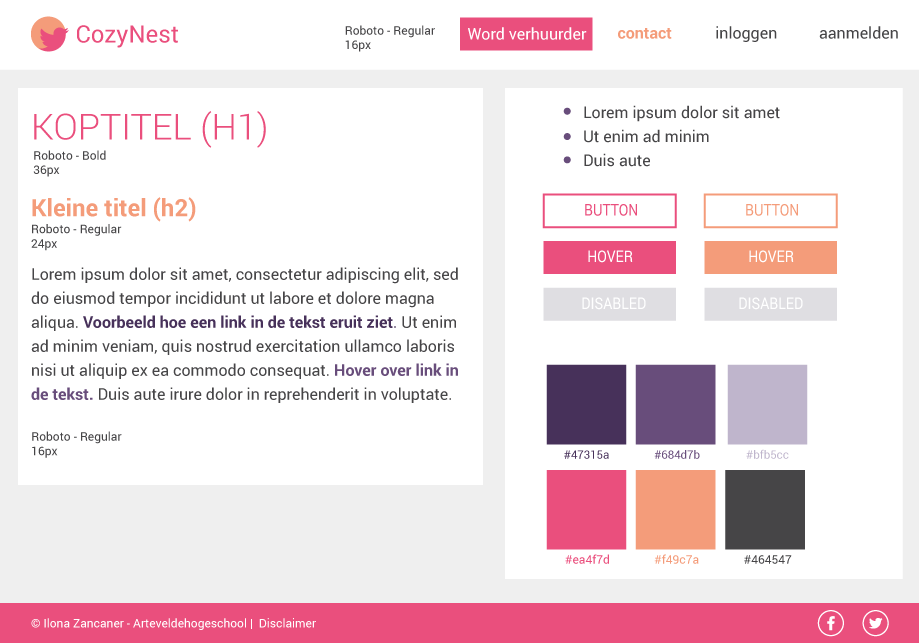 CozyNest
Roboto - Regular
16px
Word verhuurder
contact
inloggen
aanmelden
KOPTITEL (H1)
Roboto - Bold
36px
Kleine titel (h2)
Roboto - Regular
24px
Lorem ipsum dolor sit amet, consectetur adipiscing elit, sed
do eiusmod tempor incididunt ut labore et dolore magna
aliqua. Voorbeeld hoe een link in de tekst eruit ziet. Ut enim
ad minim veniam, quis nostrud exercitation ullamco laboris
nisi ut aliquip ex ea commodo consequat. Hover over link in
de tekst. Duis aute irure dolor in reprehenderit in voluptate.
Roboto - Regular
16px
Lorem ipsum dolor sit amet
Ut enim ad minim
Duis aute
BUTTON
BUTTON
HOVER
HOVER
DISABLED
DISABLED
#47315a
#684d7b
#bfb5cc
#ea4f7d
#f49c7a
#464547
© Ilona Zancaner - Arteveldehogeschool | Disclaimer